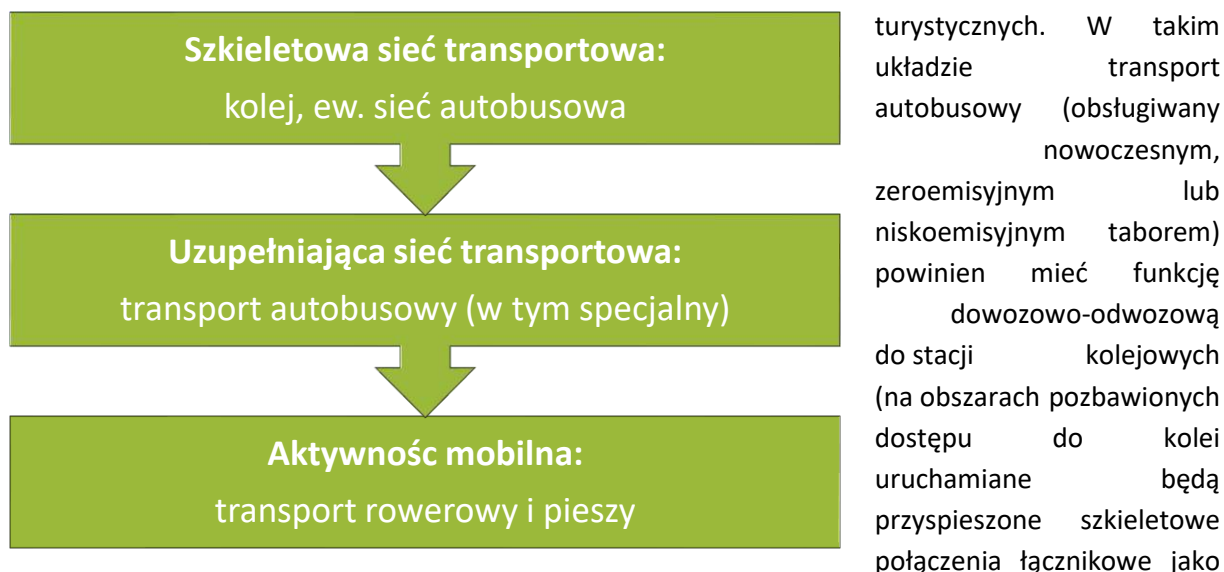 Szkieletowa sieć transportowa:
kolej, ew. sieć autobusowa
Uzupełniająca sieć transportowa:
transport autobusowy (w tym specjalny)
Aktywnośc mobilna:
transport rowerowy i pieszy
turystycznych. W takim
układzie transport
autobusowy (obsługiwany
nowoczesnym,
zeroemisyjnym lub
niskoemisyjnym taborem)
powinien mieć funkcję
dowozowo-odwozową
do stacji kolejowych
(na obszarach pozbawionych
dostępu do kolei
uruchamiane będą
przyspieszone szkieletowe
połączenia łącznikowe jako